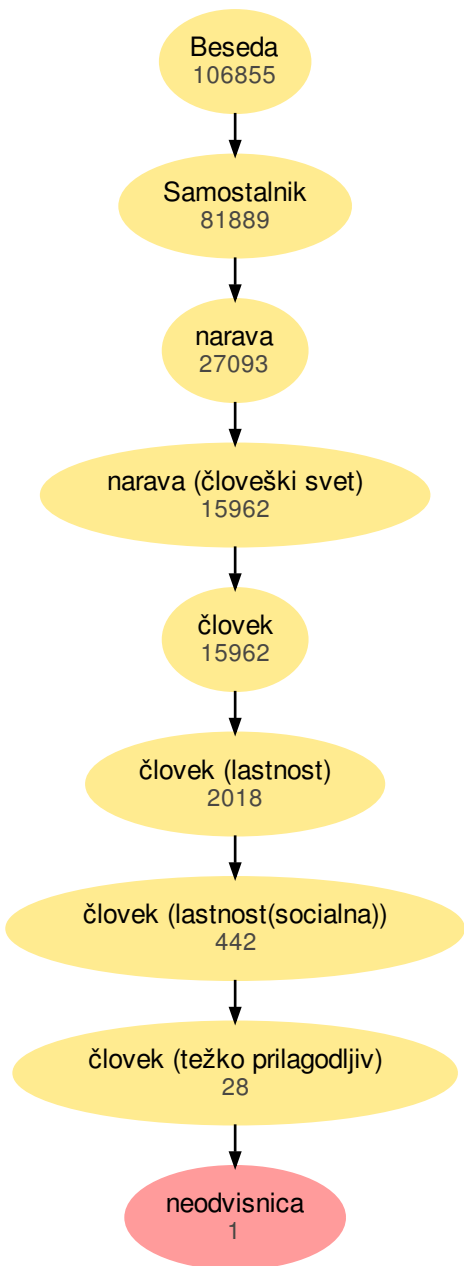 Beseda
106855
Samostalnik
81889
narava
27093
narava (človeški svet)
15962
človek
15962
človek (lastnost)
2018
človek (lastnost(socialna))
442
človek (težko prilagodljiv)
28
neodvisnica
1